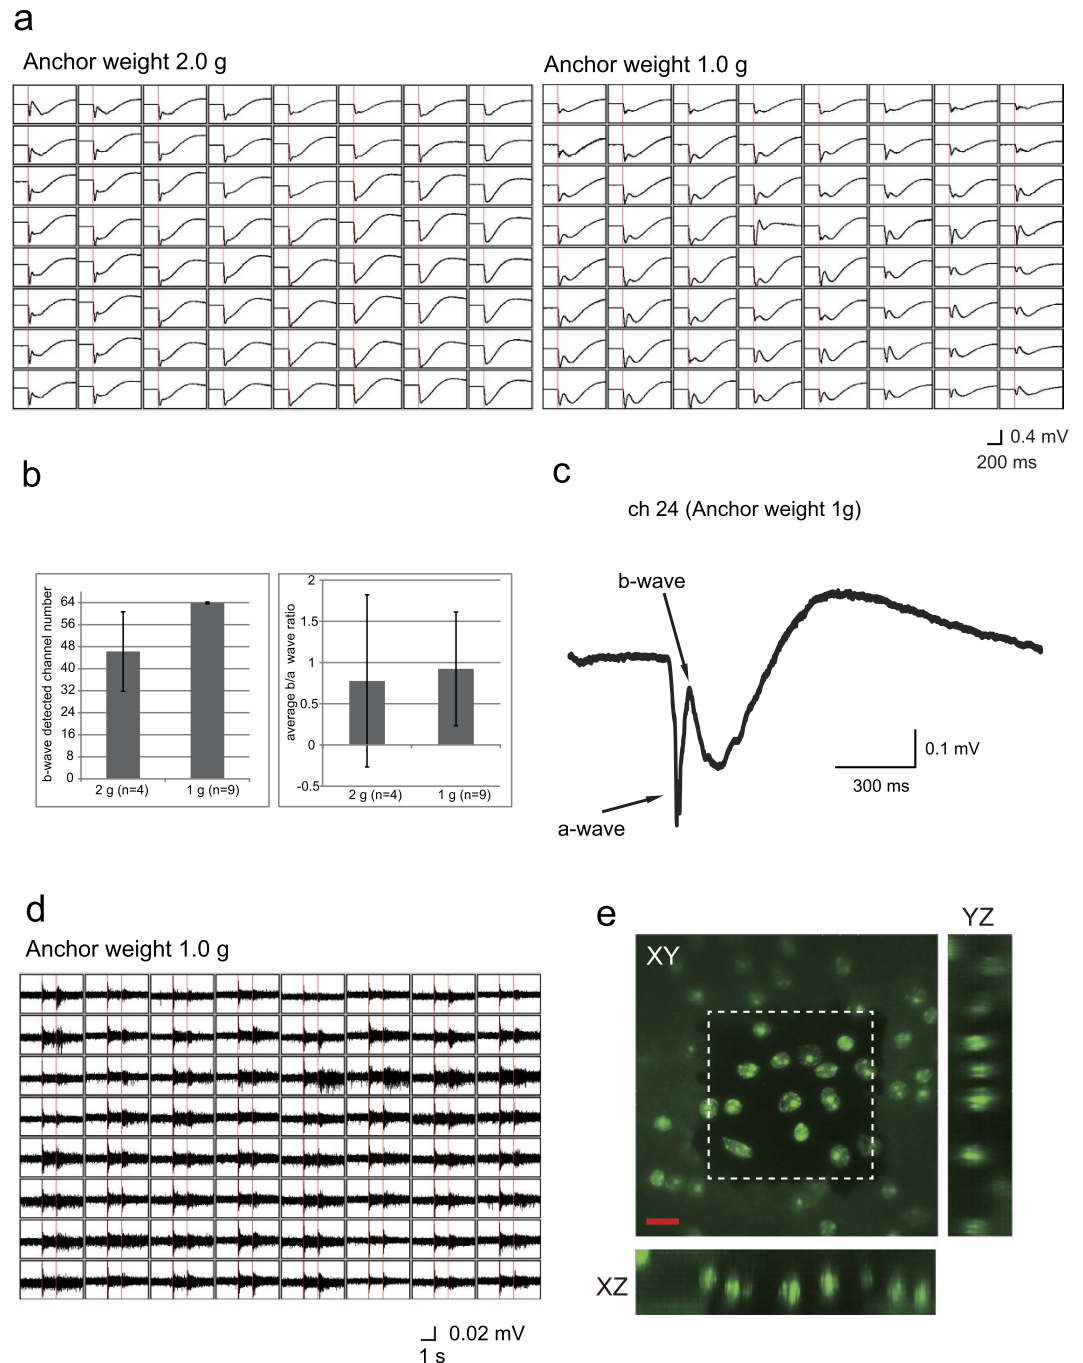 a
Anchor weight 2.0 g
Anchor weight 1.0 g
0.4 mV
200 ms
b
b-wave detected channel number
64
56
48
40
32
24
16
8
0
2 g (n=4)
1 g (n=9)
average b/a wave ratio
2
1.5
1
0.5
0
-0.5
2 g (n=4)
1 g (n=9)
c
ch 24 (Anchor weight 1g)
b-wave
a-wave
0.1 mV
300 ms
d
Anchor weight 1.0 g
0.02 mV
1 s
e
XY
YZ
XZ